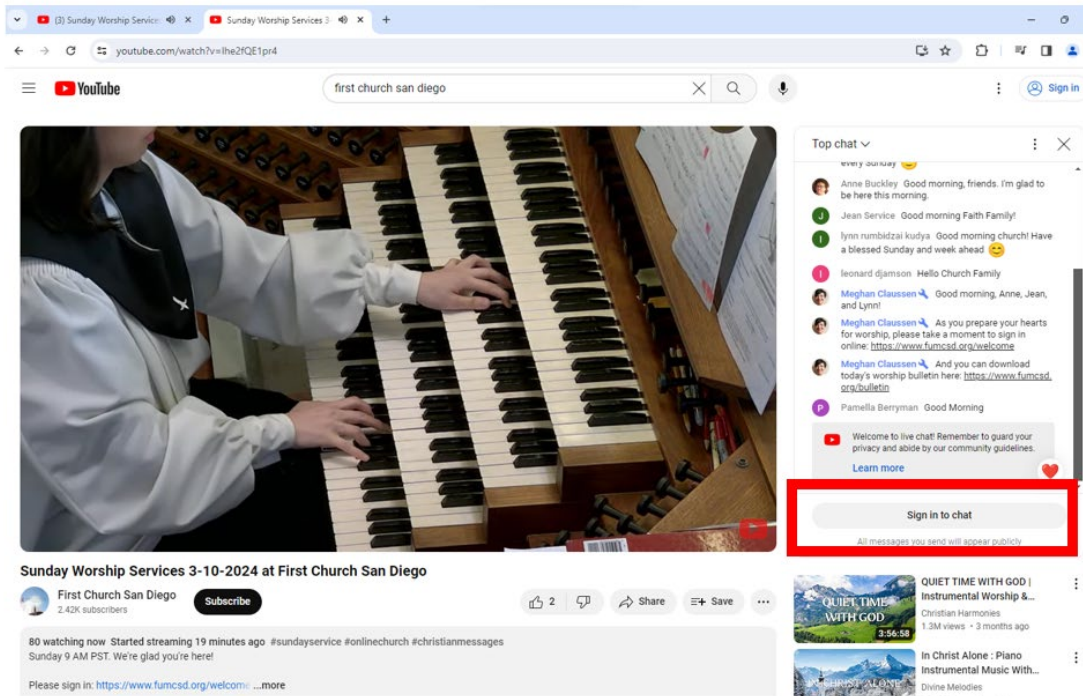 (3) Sunday Worship Service
Sunday Worship Services 3
youtube.com/watch?v=lhe2fQE1pr4
YouTube
first church san diego
Sign in
Top chat
every Sunday 😊
Anne Buckley Good morning, friends. I'm glad to
be here this morning.
J Jean Service Good morning Faith Family!
l lynn rumbidzai kudya Good morning church! Have
a blessed Sunday and week ahead 😊
l leonard djamson Hello Church Family
Meghan Claussen Good morning, Anne, Jean,
and Lynn!
Meghan Claussen As you prepare your hearts
for worship, please take a moment to sign in
online: https://www.fumcsd.org/welcome
Meghan Claussen And you can download
today's worship bulletin here: https://www.fumcsd.
org/bulletin
P Pamella Berryman Good Morning
Welcome to live chat! Remember to guard your
privacy and abide by our community guidelines.
Learn more
Sign in to chat
All messages you send will appear publicly
Sunday Worship Services 3-10-2024 at First Church San Diego
First Church San Diego
2.42K subscribers
Subscribe
2
Share
Save
80 watching now Started streaming 19 minutes ago #sundayservice #onlinechurch #christianmessages
Sunday 9 AM PST. We're glad you're here!
Please sign in: https://www.fumcsd.org/welcome ...more
QUIET TIME
WITH GOD
3:56:58
QUIET TIME WITH GOD |
Instrumental Worship &...
Christian Harmonies
1.3M views • 3 months ago
IN CHRIST ALONE
In Christ Alone : Piano
Instrumental Music With...
Divine Melodies